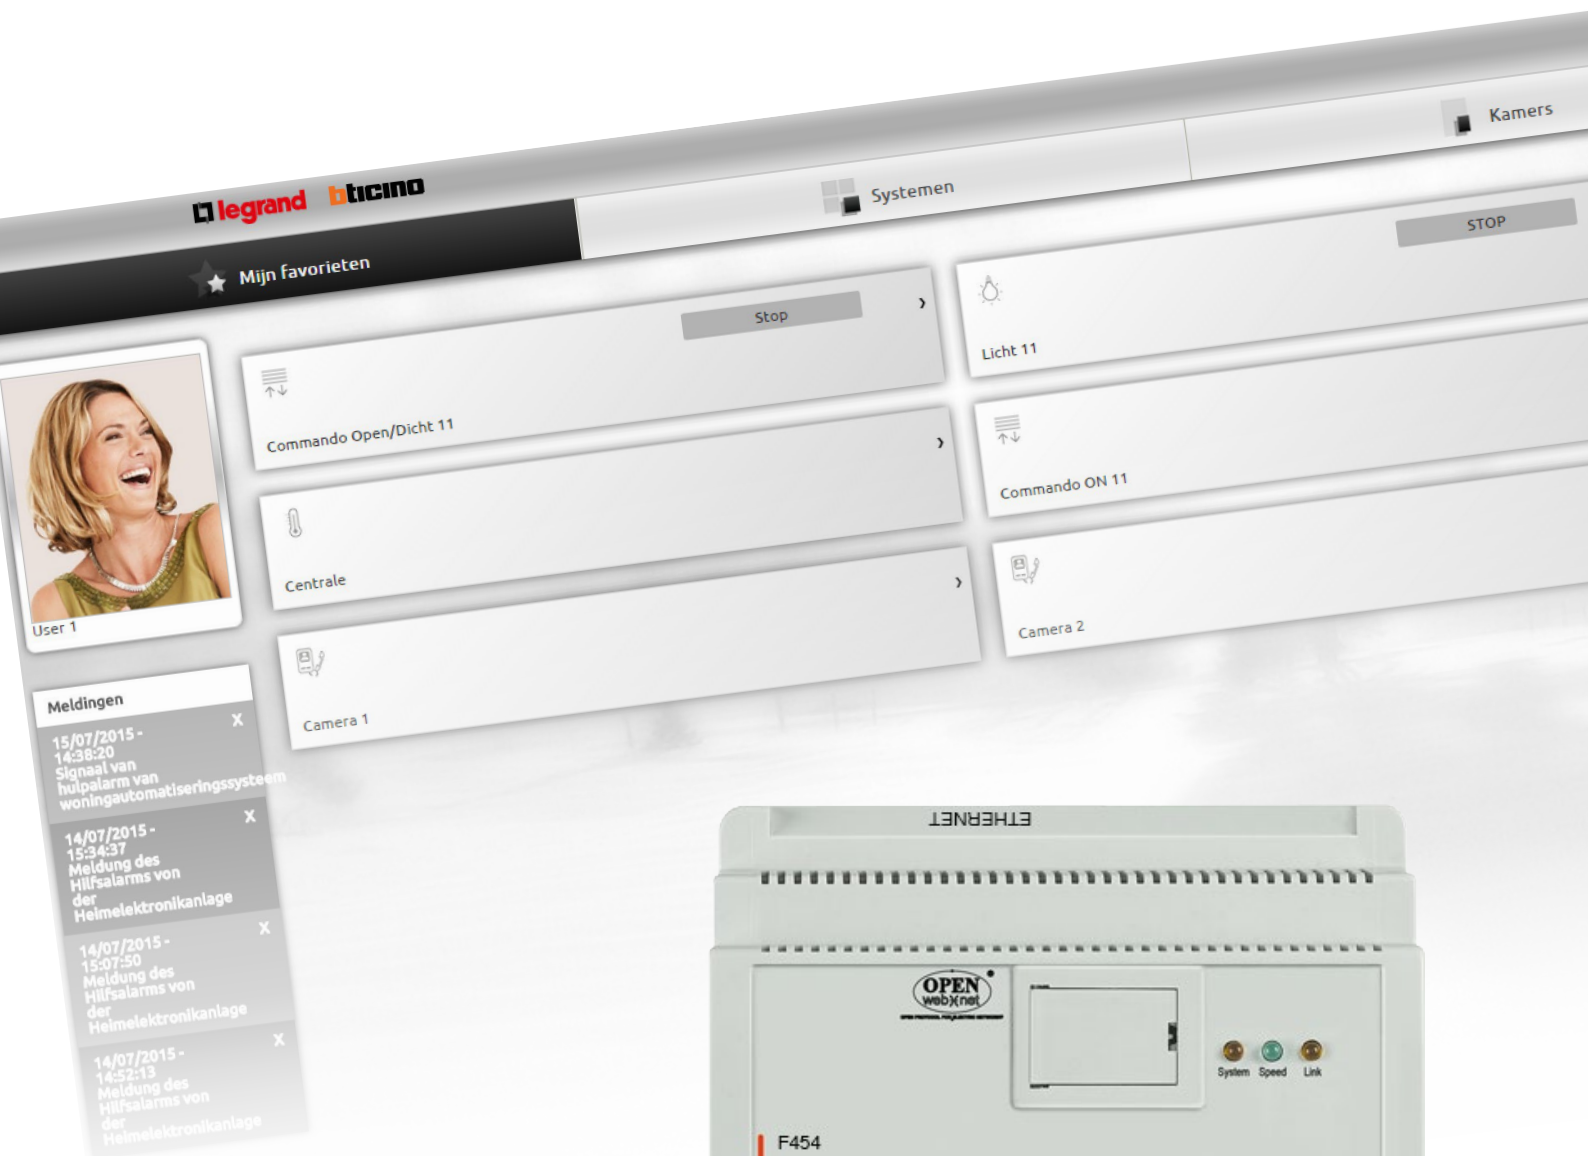 legrand bticino
Mijn favorieten
Systemen
Kamers
Stop
Commando Open/Dicht 11
STOP
Licht 11
Centrale
Commando ON 11
Camera 1
Camera 2
User 1
Meldingen
15/07/2015 - X
14:38:20
Signaal van
hulpalarm van
woningautomatiseringssysteem
14/07/2015 - X
15:34:37
Meldung des
Hilfsalarms von
der
Heimelektronikanlage
14/07/2015 - X
15:07:50
Meldung des
Hilfsalarms von
der
Heimelektronikanlage
14/07/2015 - X
14:52:13
Meldung des
Hilfsalarms von
der
Heimelektronikanlage
ETHERNET
OPEN
web net
System Speed Link
F454